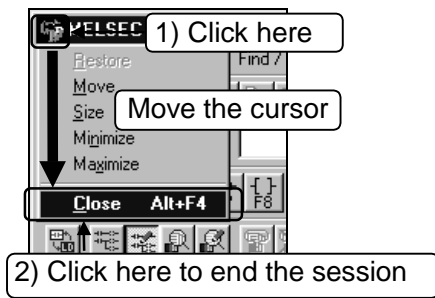 MELSEC
1) Click here
Restore
Find /
Move
Size
Move the cursor
Minimize
Maximize
Close Alt+F4
F8
2) Click here to end the session